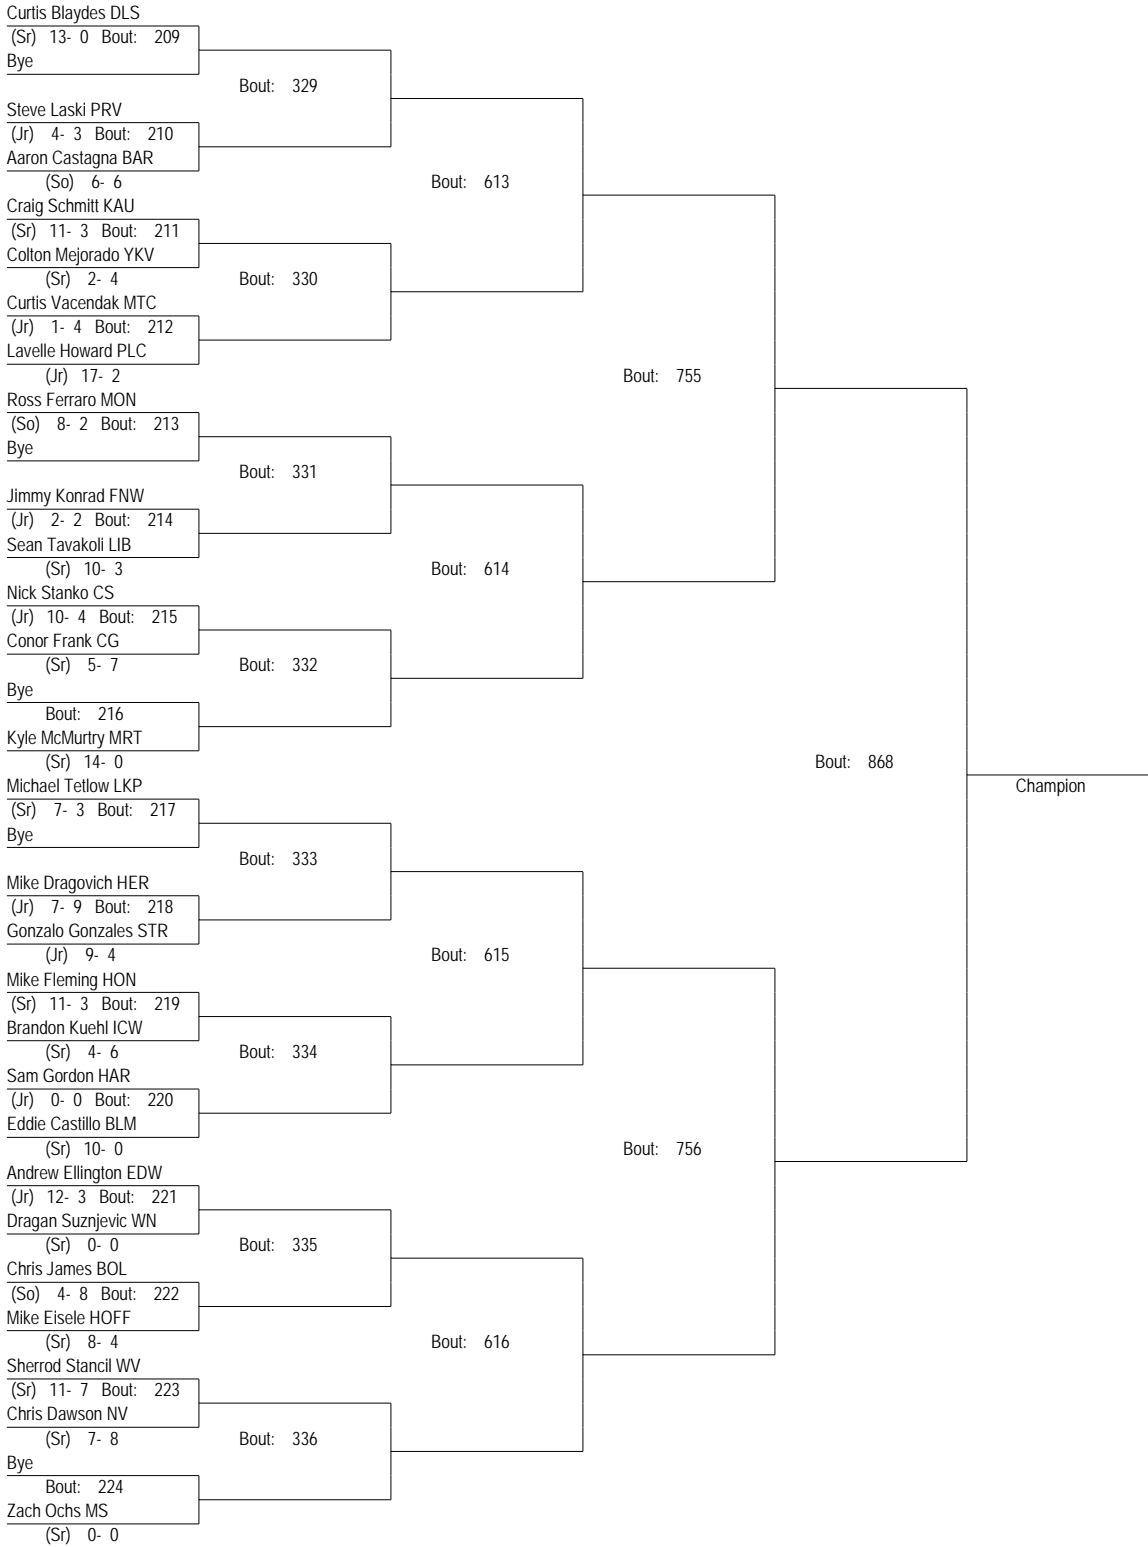 Curtis Blaydes DLS
(Sr) 13- 0 Bout: 209
Bye
Bout: 329
Steve Laski PRV
(Jr) 4- 3 Bout: 210
Aaron Castagna BAR
(So) 6- 6
Bout: 613
Craig Schmitt KAU
(Sr) 11- 3 Bout: 211
Colton Mejorado YKV
(Sr) 2- 4
Bout: 330
Curtis Vacendak MTC
(Jr) 1- 4 Bout: 212
Lavelle Howard PLC
(Jr) 17- 2
Bout: 755
Ross Ferraro MON
(So) 8- 2 Bout: 213
Bye
Bout: 331
Jimmy Konrad FNW
(Jr) 2- 2 Bout: 214
Sean Tavakoli LIB
(Sr) 10- 3
Bout: 614
Nick Stanko CS
(Jr) 10- 4 Bout: 215
Conor Frank CG
(Sr) 5- 7
Bout: 332
Bye
Bout: 216
Kyle McMurtry MRT
(Sr) 14- 0
Bout: 868
Michael Tetlow LKP
Champion
(Sr) 7- 3 Bout: 217
Bye
Bout: 333
Mike Dragovich HER
(Jr) 7- 9 Bout: 218
Gonzalo Gonzales STR
(Jr) 9- 4
Bout: 615
Mike Fleming HON
(Sr) 11- 3 Bout: 219
Brandon Kuehl ICW
(Sr) 4- 6
Bout: 334
Sam Gordon HAR
(Jr) 0- 0 Bout: 220
Eddie Castillo BLM
(Sr) 10- 0
Bout: 756
Andrew Ellington EDW
(Jr) 12- 3 Bout: 221
Dragan Suznjevic WN
(Sr) 0- 0
Bout: 335
Chris James BOL
(So) 4- 8 Bout: 222
Mike Eisele HOFF
(Sr) 8- 4
Bout: 616
Sherrod Stancil WV
(Sr) 11- 7 Bout: 223
Chris Dawson NV
(Sr) 7- 8
Bout: 336
Bye
Bout: 224
Zach Ochs MS
(Sr) 0- 0